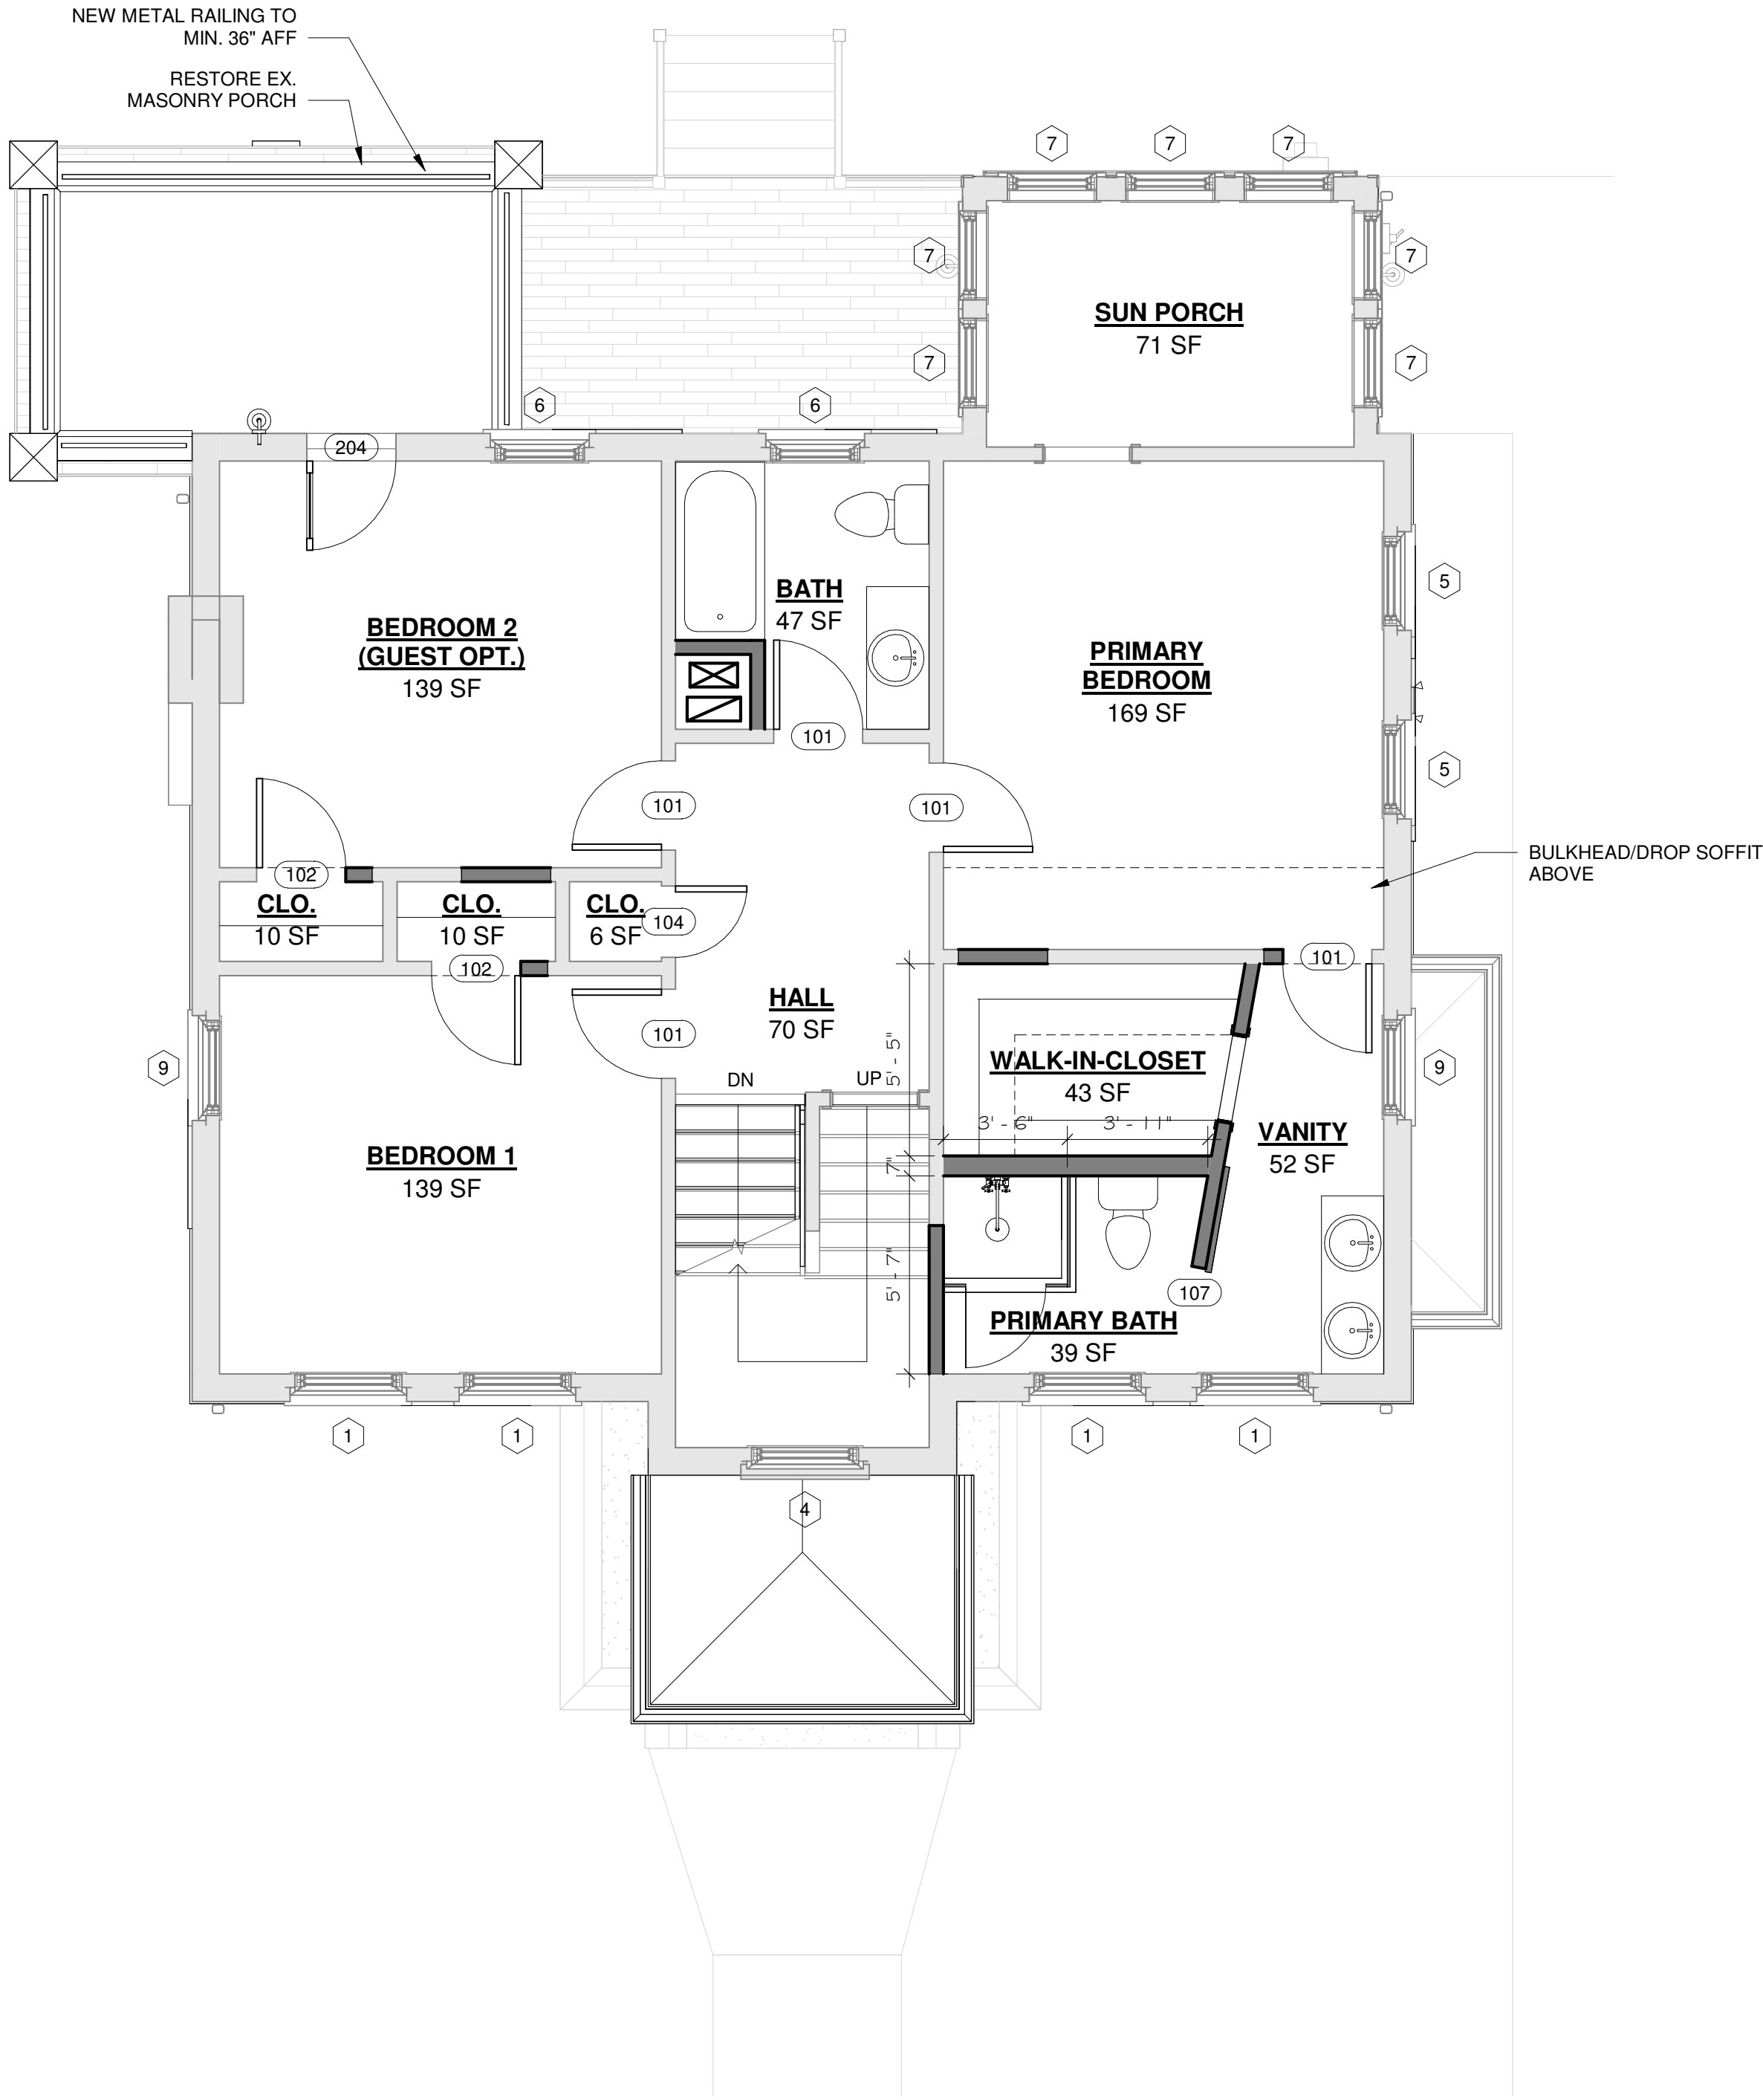 NEW METAL RAILING TO
MIN. 36" AFF
RESTORE EX.
MASONRY PORCH
7
7
7
7
7
SUN PORCH
71 SF
7
7
6
6
204
BATH
47 SF
5
BEDROOM 2
(GUEST OPT.)
139 SF
PRIMARY
BEDROOM
169 SF
101
5
101
101
BULKHEAD/DROP SOFFIT
ABOVE
102
CLO.
10 SF
CLO.
10 SF
CLO.
6 SF
104
102
101
HALL
70 SF
101
5' - 5"
9
WALK-IN-CLOSET
43 SF
9
DN
UP
3' - 6"
3' - 11"
VANITY
52 SF
BEDROOM 1
139 SF
7"
5' - 7"
107
PRIMARY BATH
39 SF
1
1
1
1
4